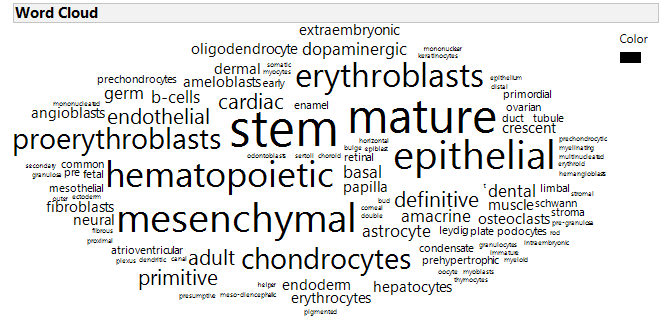 Word Cloud
Color
extraembryonic
oligodendrocyte dopaminergic mononuclear
keratinocytes
dermal somatic
myocytes
erythroblasts epithelium
distal
prechondrocytes ameloblasts early
primordial
germ b-cells cardiac enamel
mature
ovarian
mononucleated
angioblasts endothelial
stem
duct tubule
crescent
proerythroblasts
horizontal
bulge epiblast
prechondrocytic
myelinating
multinucleated
erythroid
hemangioblasts
odontoblasts sertoli choroid retinal
epithelial
secondary common
granulosa pre fetal
hematopoietic basal
mesothelial
outer ectoderm
papilla
definitive
t dental limbal
stromal
fibroblasts
neural
bud
corneal
double
muscle schwann
mesenchymal amacrine osteoclasts stroma
pre-granulosa
fibrous
proximal
astrocyte leydig plate podocytes rod
intraembryonic
atrioventricular
plexus dendritic canal
adult chondrocytes
condensate granulocytes
immature
prehypertrophic myeloid
primitive
oocyte myoblasts
thymocytes
helper endoderm hepatocytes
presumptive meso-diencephelic erythrocytes
pigmented